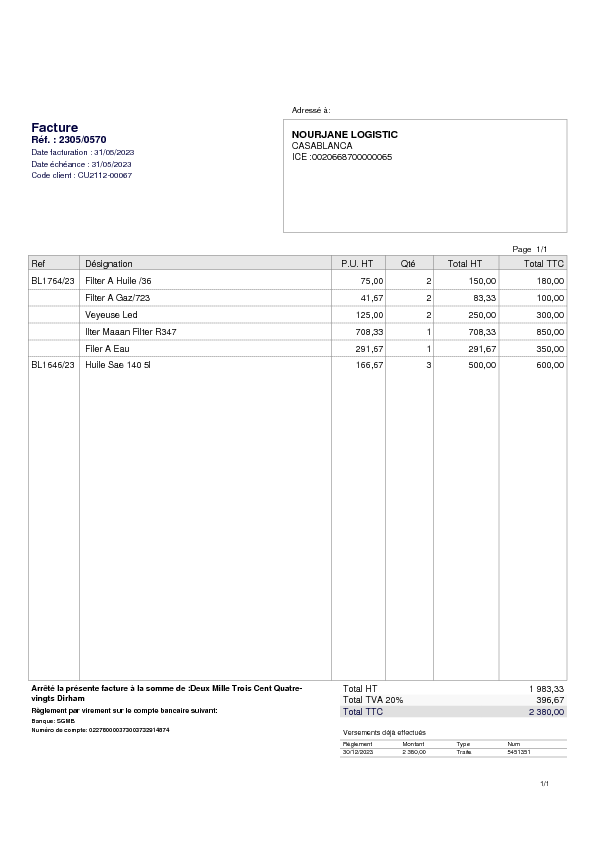 Adressé à:
Facture
Réf. : 2305/0570
Date facturation : 31/05/2023
Date échéance : 31/05/2023
Code client : CU2112-00067
NOURJANE LOGISTIC
CASABLANCA
ICE :0020668700000065
Page 1/1
Ref Désignation P.U. HT Qté Total HT Total TTC
BL1764/23 Filter A Huile /36 75,00 2 150,00 180,00
Filter A Gaz/723 41,67 2 83,33 100,00
Veyeuse Led 125,00 2 250,00 300,00
Ilter Maaan Filter R347 708,33 1 708,33 850,00
Filer A Eau 291,67 1 291,67 350,00
BL1646/23 Huile Sae 140 5l 166,67 3 500,00 600,00
Arrêté la présente facture à la somme de :Deux Mille Trois Cent Quatre-
vingts Dirham
Règlement par virement sur le compte bancaire suivant:
Banque: SGMB
Numéro de compte:
Total HT 1 983,33
Total TVA 20% 396,67
Total TTC 2 380,00
Versements déjà effectués
Règlement Montant Type Num
30/12/2023 2 380,00 Traite 5451351
1/1